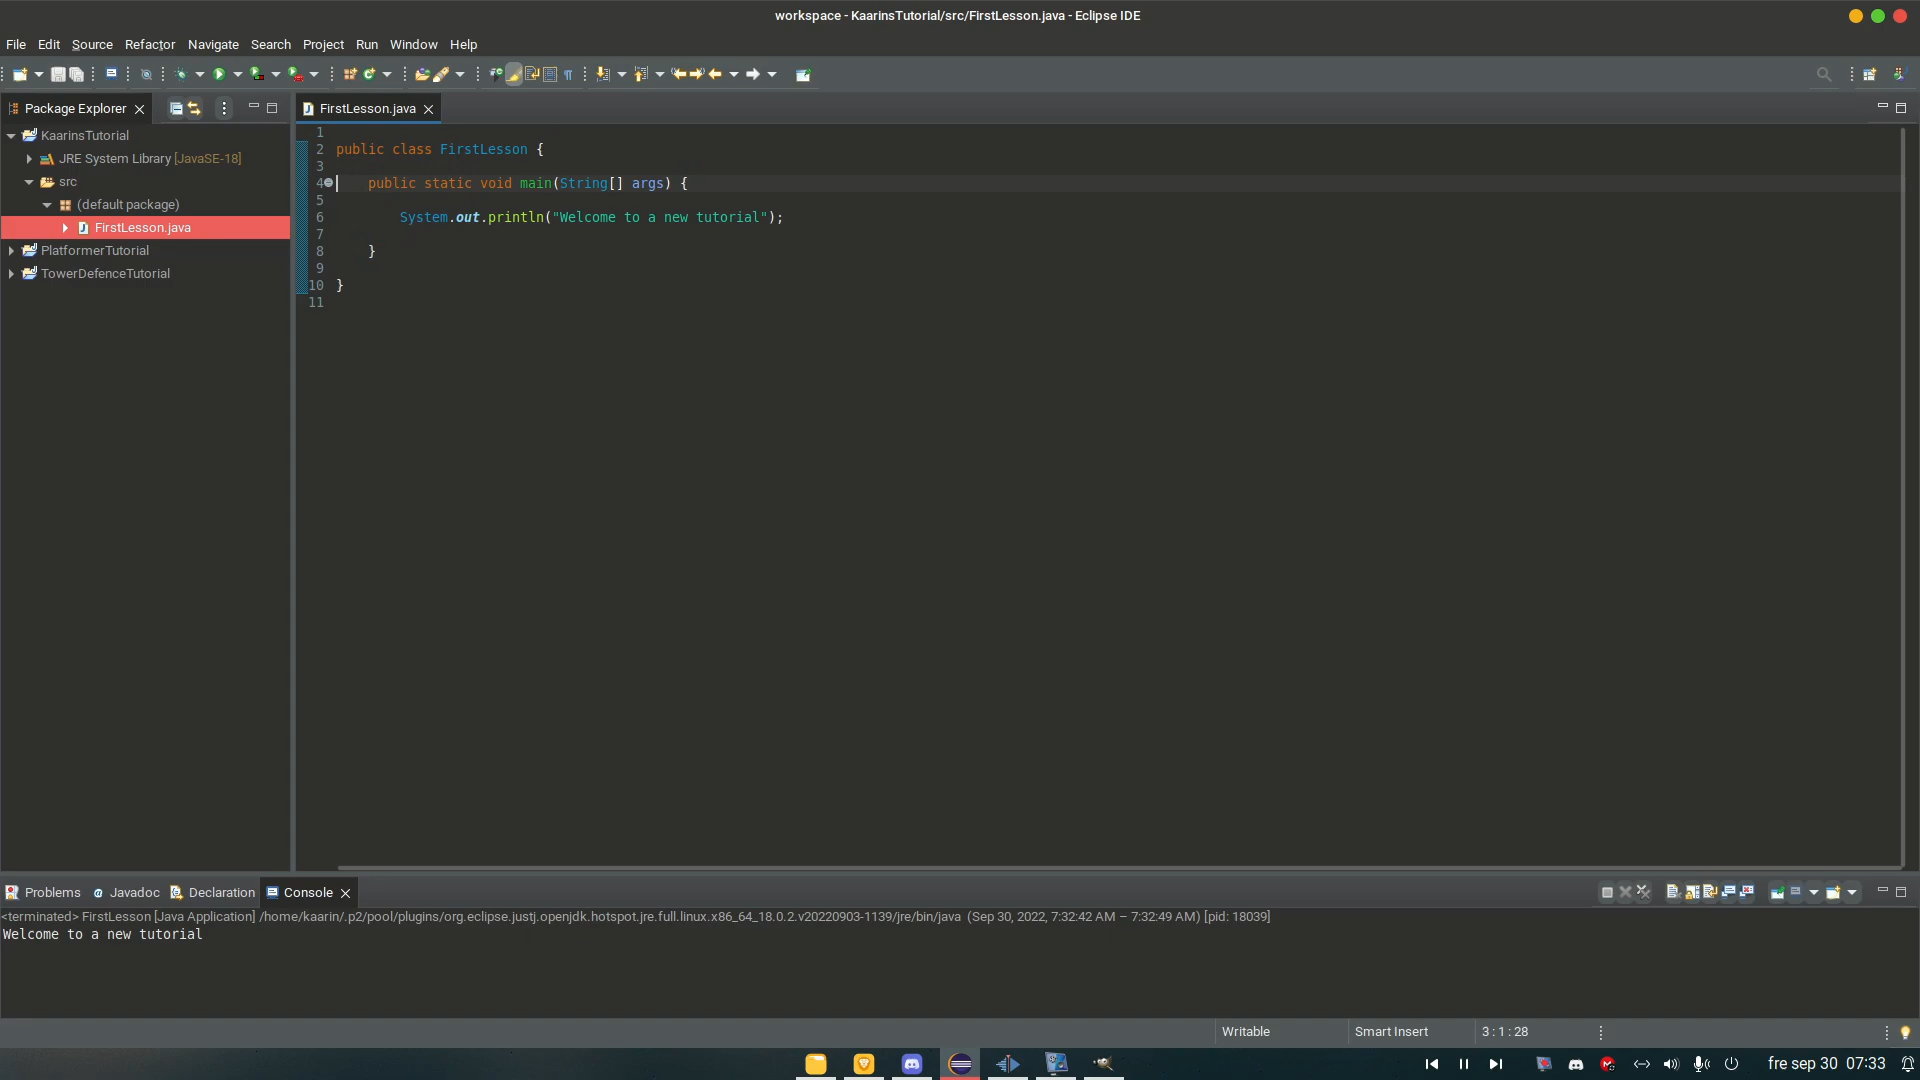 workspace - KaarinsTutorial/src/FirstLesson.java - Eclipse IDE
File Edit Source Refactor Navigate Search Project Run Window Help
Package Explorer
FirstLesson.java
KaarinsTutorial
JRE System Library [JavaSE-18]
src
(default package)
FirstLesson.java
PlatformerTutorial
TowerDefenceTutorial
1
2 public class FirstLesson {
3
4 public static void main(String[] args) {
5
6 System.out.println("Welcome to a new tutorial");
7
8 }
9
10 }
11
Problems Javadoc Declaration Console
<terminated> FirstLesson [Java Application] /home/kaarin/.p2/pool/plugins/org.eclipse.justj.openjdk.hotspot.jre.full.linux.x86_64_18.0.2.v20220903-1139/jre/bin/java (Sep 30, 2022, 7:32:42 AM – 7:32:49 AM) [pid: 18039]
Welcome to a new tutorial
Writable Smart Insert 3 : 1 : 28
fre sep 30 07:33